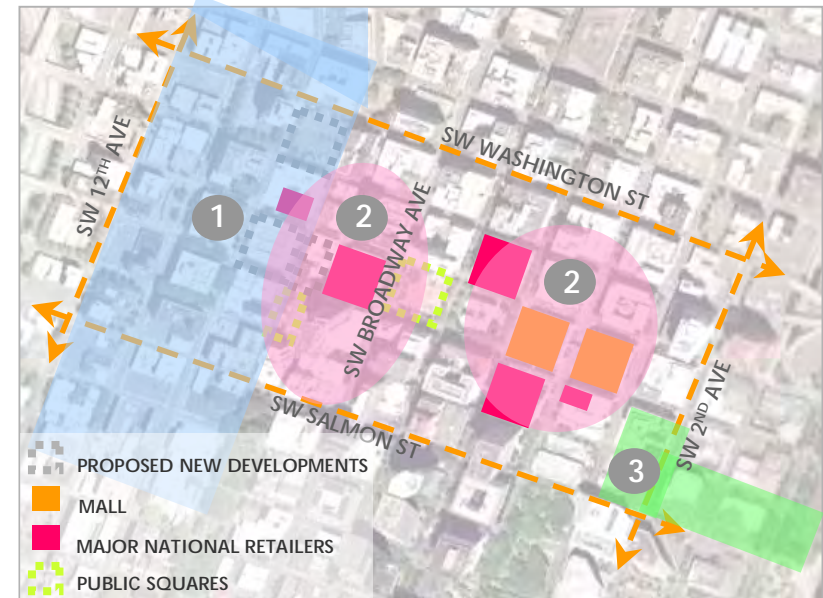 SW WASHINGTON ST
SW 12TH AVE
1
2
SW BROADWAY AVE
2
SW 2ND AVE
SW SALMON ST
3
PROPOSED NEW DEVELOPMENTS
MALL
MAJOR NATIONAL RETAILERS
PUBLIC SQUARES